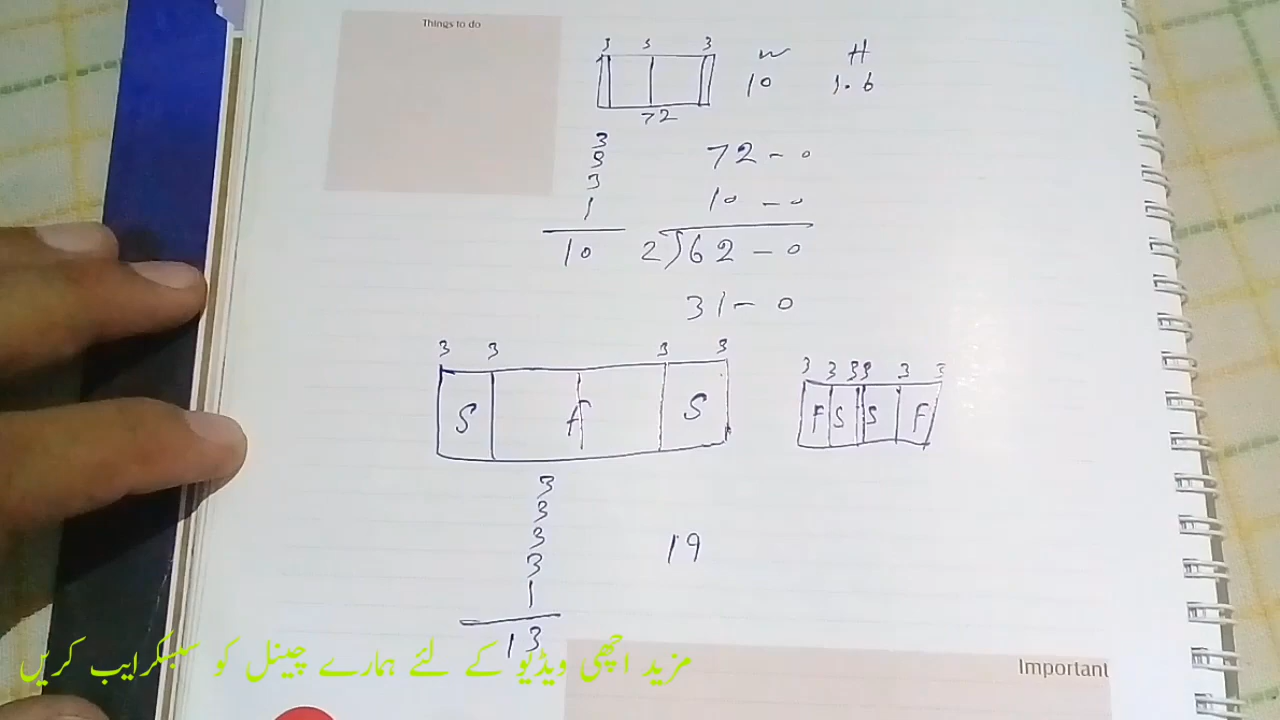 Things to do
3 3 3 W H
10 1.6
72
3
3 72 - 0
3
1 10 - 0
10 2)62 - 0
31 - 0
3 3 3 3
3 3 3 3 3 3
S F S
F S S F
3
3
3 19
3
1
13
مزید اچھی ویڈیو کے لئے ہمارے چینل کو سبسکرایب کریں
Important